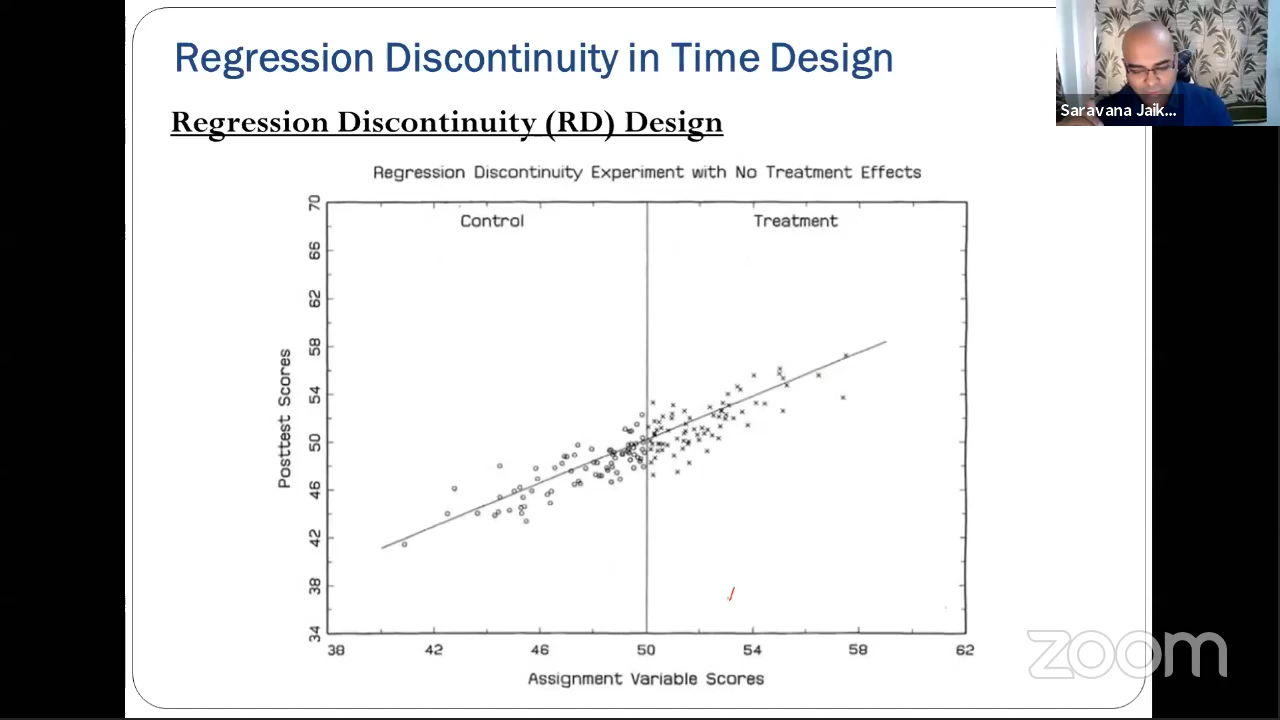 Regression Discontinuity in Time Design
Saravana Jaik...
Regression Discontinuity (RD) Design
Regression Discontinuity Experiment with No Treatment Effects
Control
Treatment
70
66
62
58
54
50
46
42
38
34
Posttest Scores
38
42
46
50
54
58
62
Assignment Variable Scores
zoom